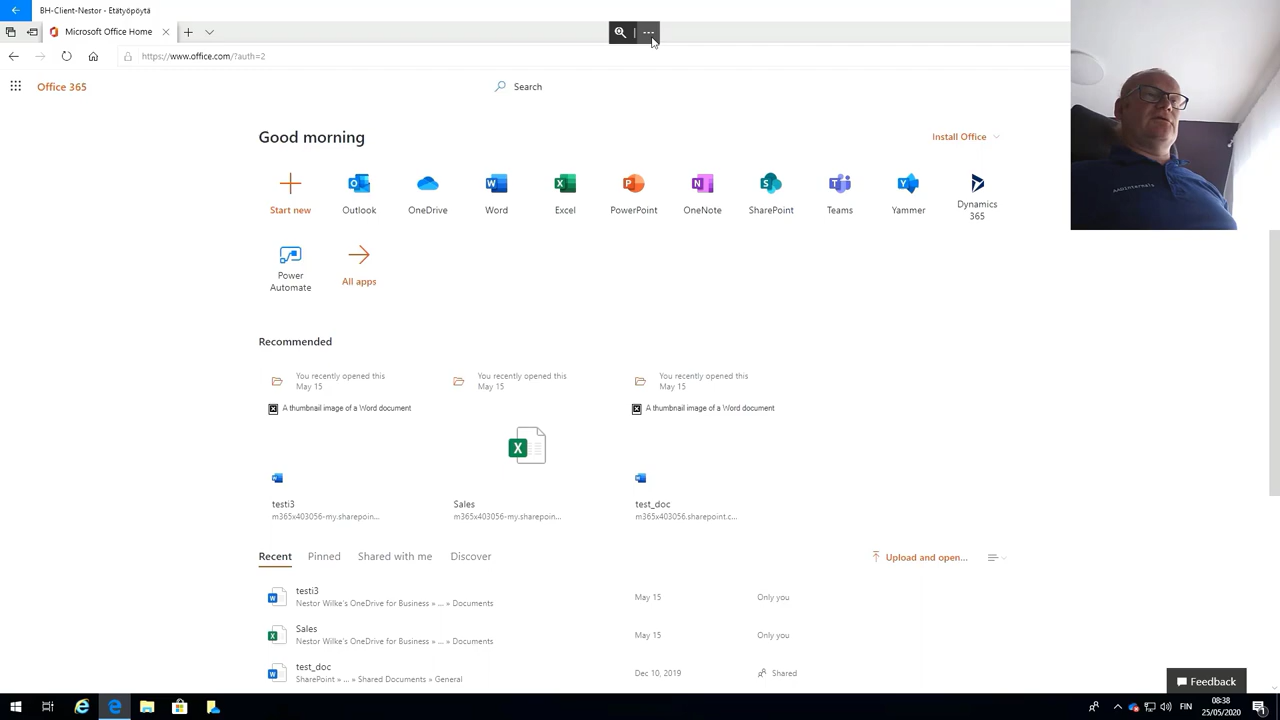 BH-Client-Nestor - Etätyöpöytä
Microsoft Office Home
https://www.office.com/?auth=2
Office 365
Search
Good morning
Install Office
Start new
Outlook
OneDrive
Word
Excel
PowerPoint
OneNote
SharePoint
Teams
Yammer
Dynamics
365
Power
Automate
All apps
Recommended
You recently opened this
May 15
You recently opened this
May 15
You recently opened this
May 15
A thumbnail image of a Word document
A thumbnail image of a Word document
testi3
m365x403056-my.sharepoin...
Sales
m365x403056-my.sharepoin...
test_doc
m365x403056.sharepoint.c...
Recent
Pinned
Shared with me
Discover
Upload and open...
testi3
Nestor Wilke's OneDrive for Business » ... » Documents
May 15
Only you
Sales
Nestor Wilke's OneDrive for Business » ... » Documents
May 15
Only you
test_doc
SharePoint » ... » Shared Documents » General
Dec 10, 2019
Shared
Feedback
FIN
08:38
25/05/2020
AADInternals